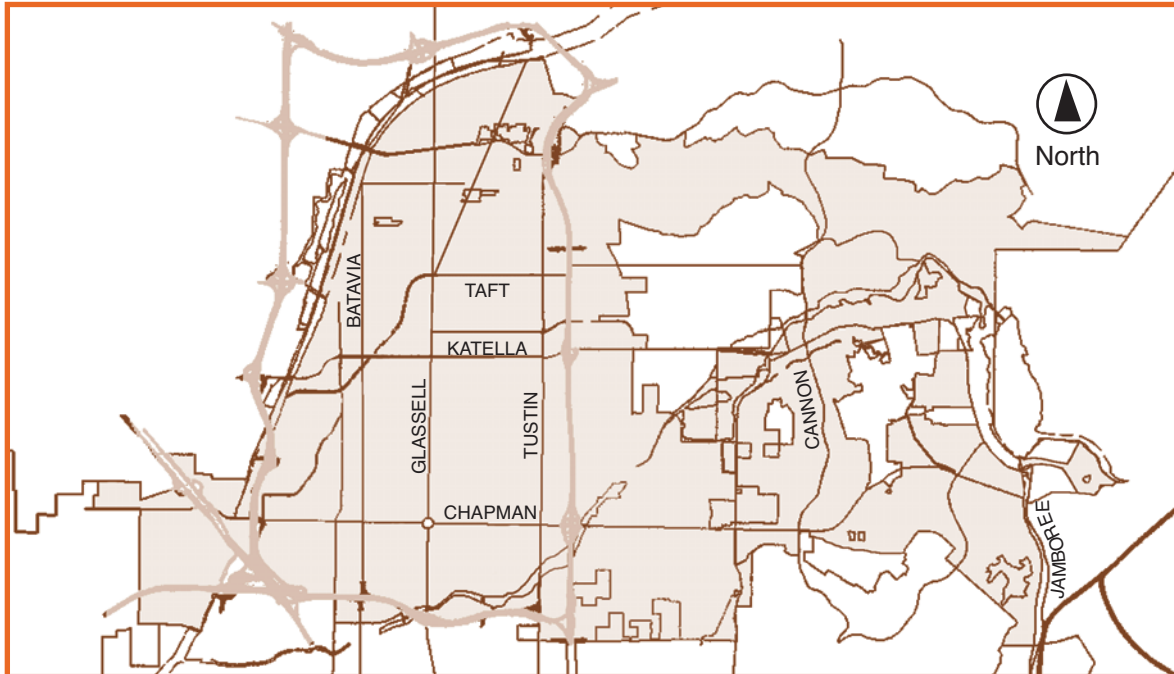 North
BATAVIA
TAFT
KATELLA
GLASSELL
TUSTIN
CANNON
CHAPMAN
JAMBOREE